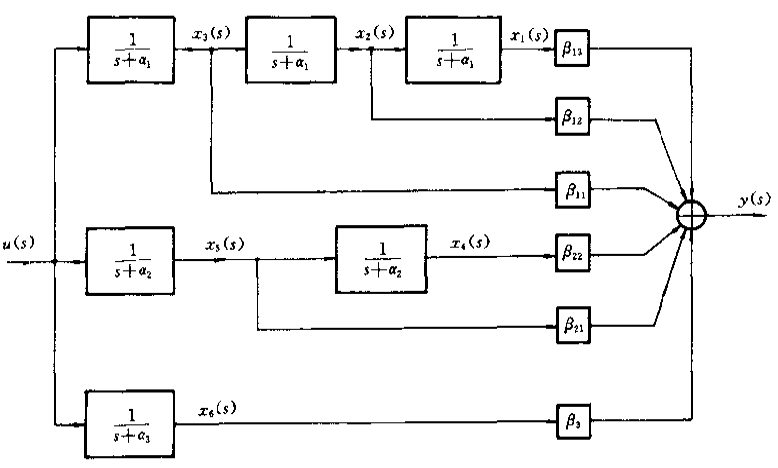 1/(s+α₁) x₃(s) 1/(s+α₁) x₂(s) 1/(s+α₁) x₁(s) β₁₃
β₁₂
β₁₁
y(s)
u(s)
1/(s+α₂) x₅(s) 1/(s+α₂) x₄(s) β₂₂
β₂₁
1/(s+α₃) x₆(s) β₃